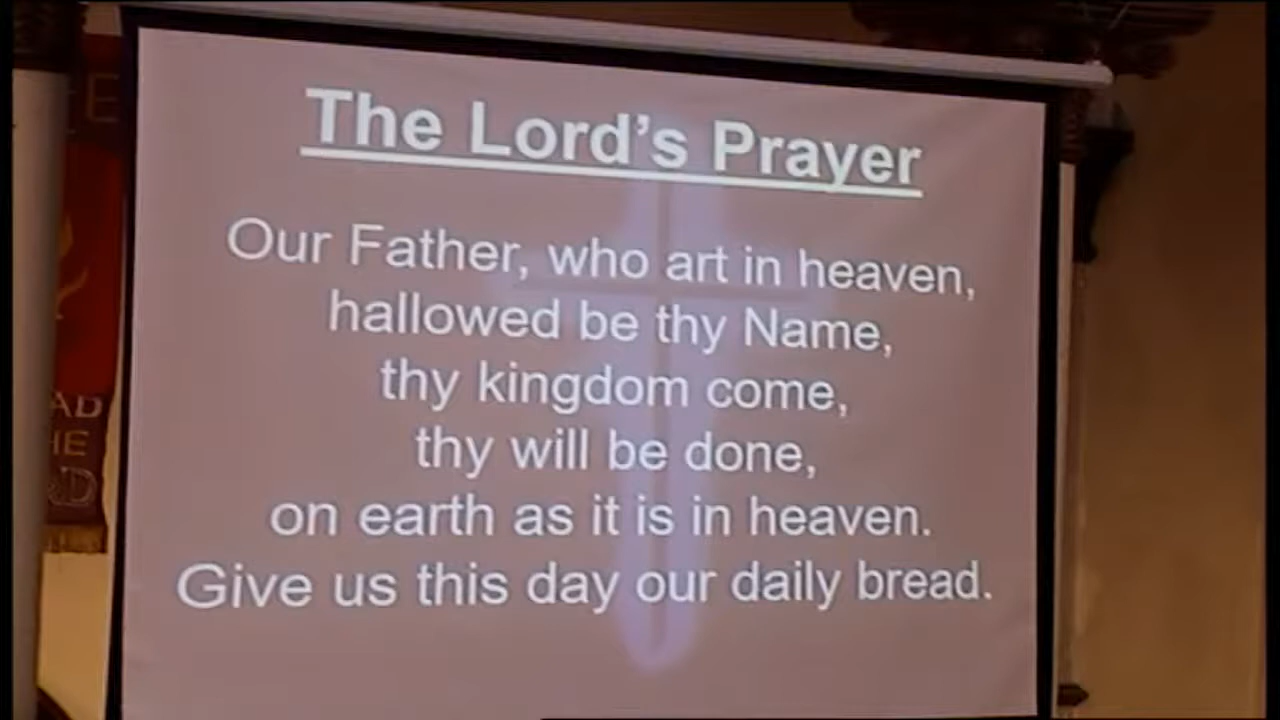 The Lord's Prayer
Our Father, who art in heaven,
hallowed be thy Name,
thy kingdom come,
thy will be done,
on earth as it is in heaven.
Give us this day our daily bread.